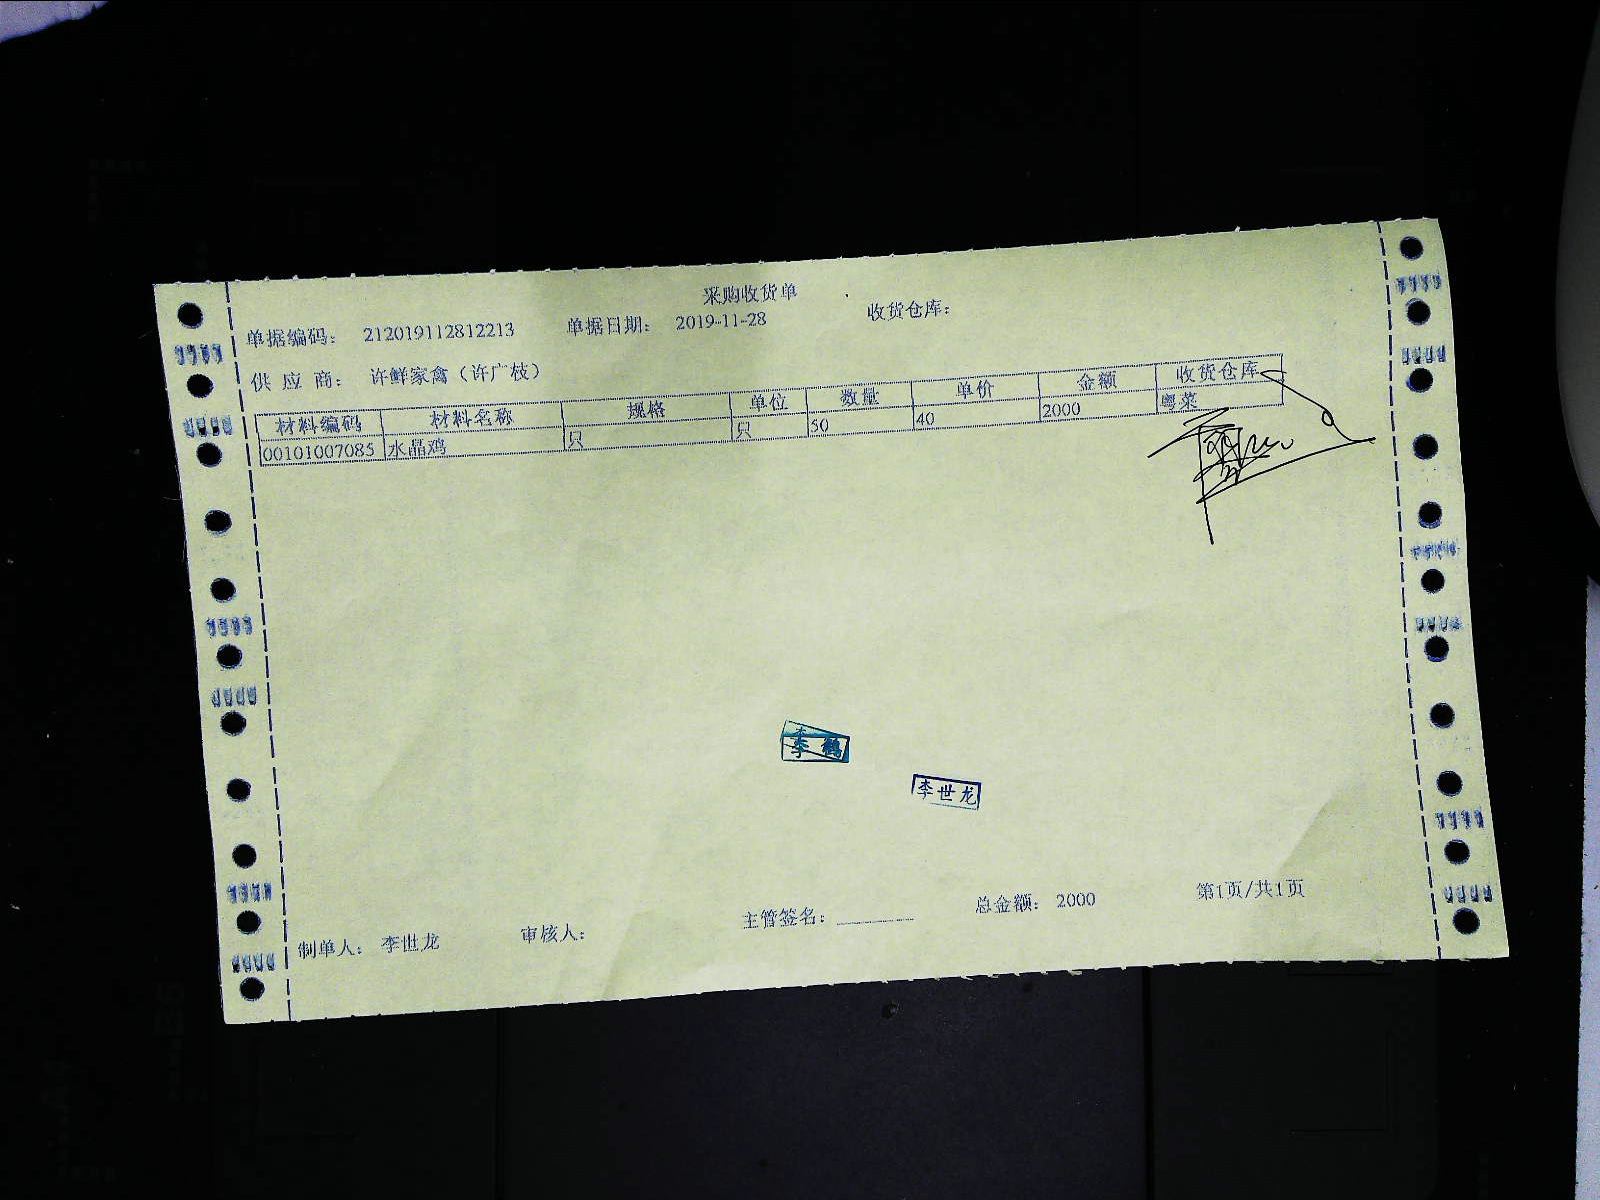 采购收货单
单据编码： 212019112812213 单据日期： 2019-11-28 收货仓库：
供 应 商： 许鲜家禽（许广枝）
材料编码 材料名称 规格 单位 数量 单价 金额 收货仓库
00101007085 水晶鸡 只 只 50 40 2000 粤菜
李 鹤
李世龙
制单人： 李世龙 审核人： 主管签名： 总金额： 2000 第1页/共1页